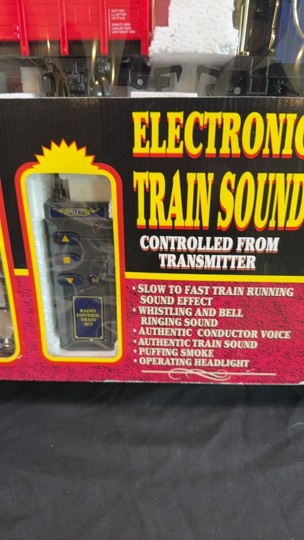 ELECTRONIC
TRAIN SOUND
CONTROLLED FROM
TRANSMITTER
• SLOW TO FAST TRAIN RUNNING
SOUND EFFECT
• WHISTLING AND BELL
RINGING SOUND
• AUTHENTIC CONDUCTOR VOICE
• AUTHENTIC TRAIN SOUND
• PUFFING SMOKE
• OPERATING HEADLIGHT
RADIO
CONTROL
TRAIN
SET